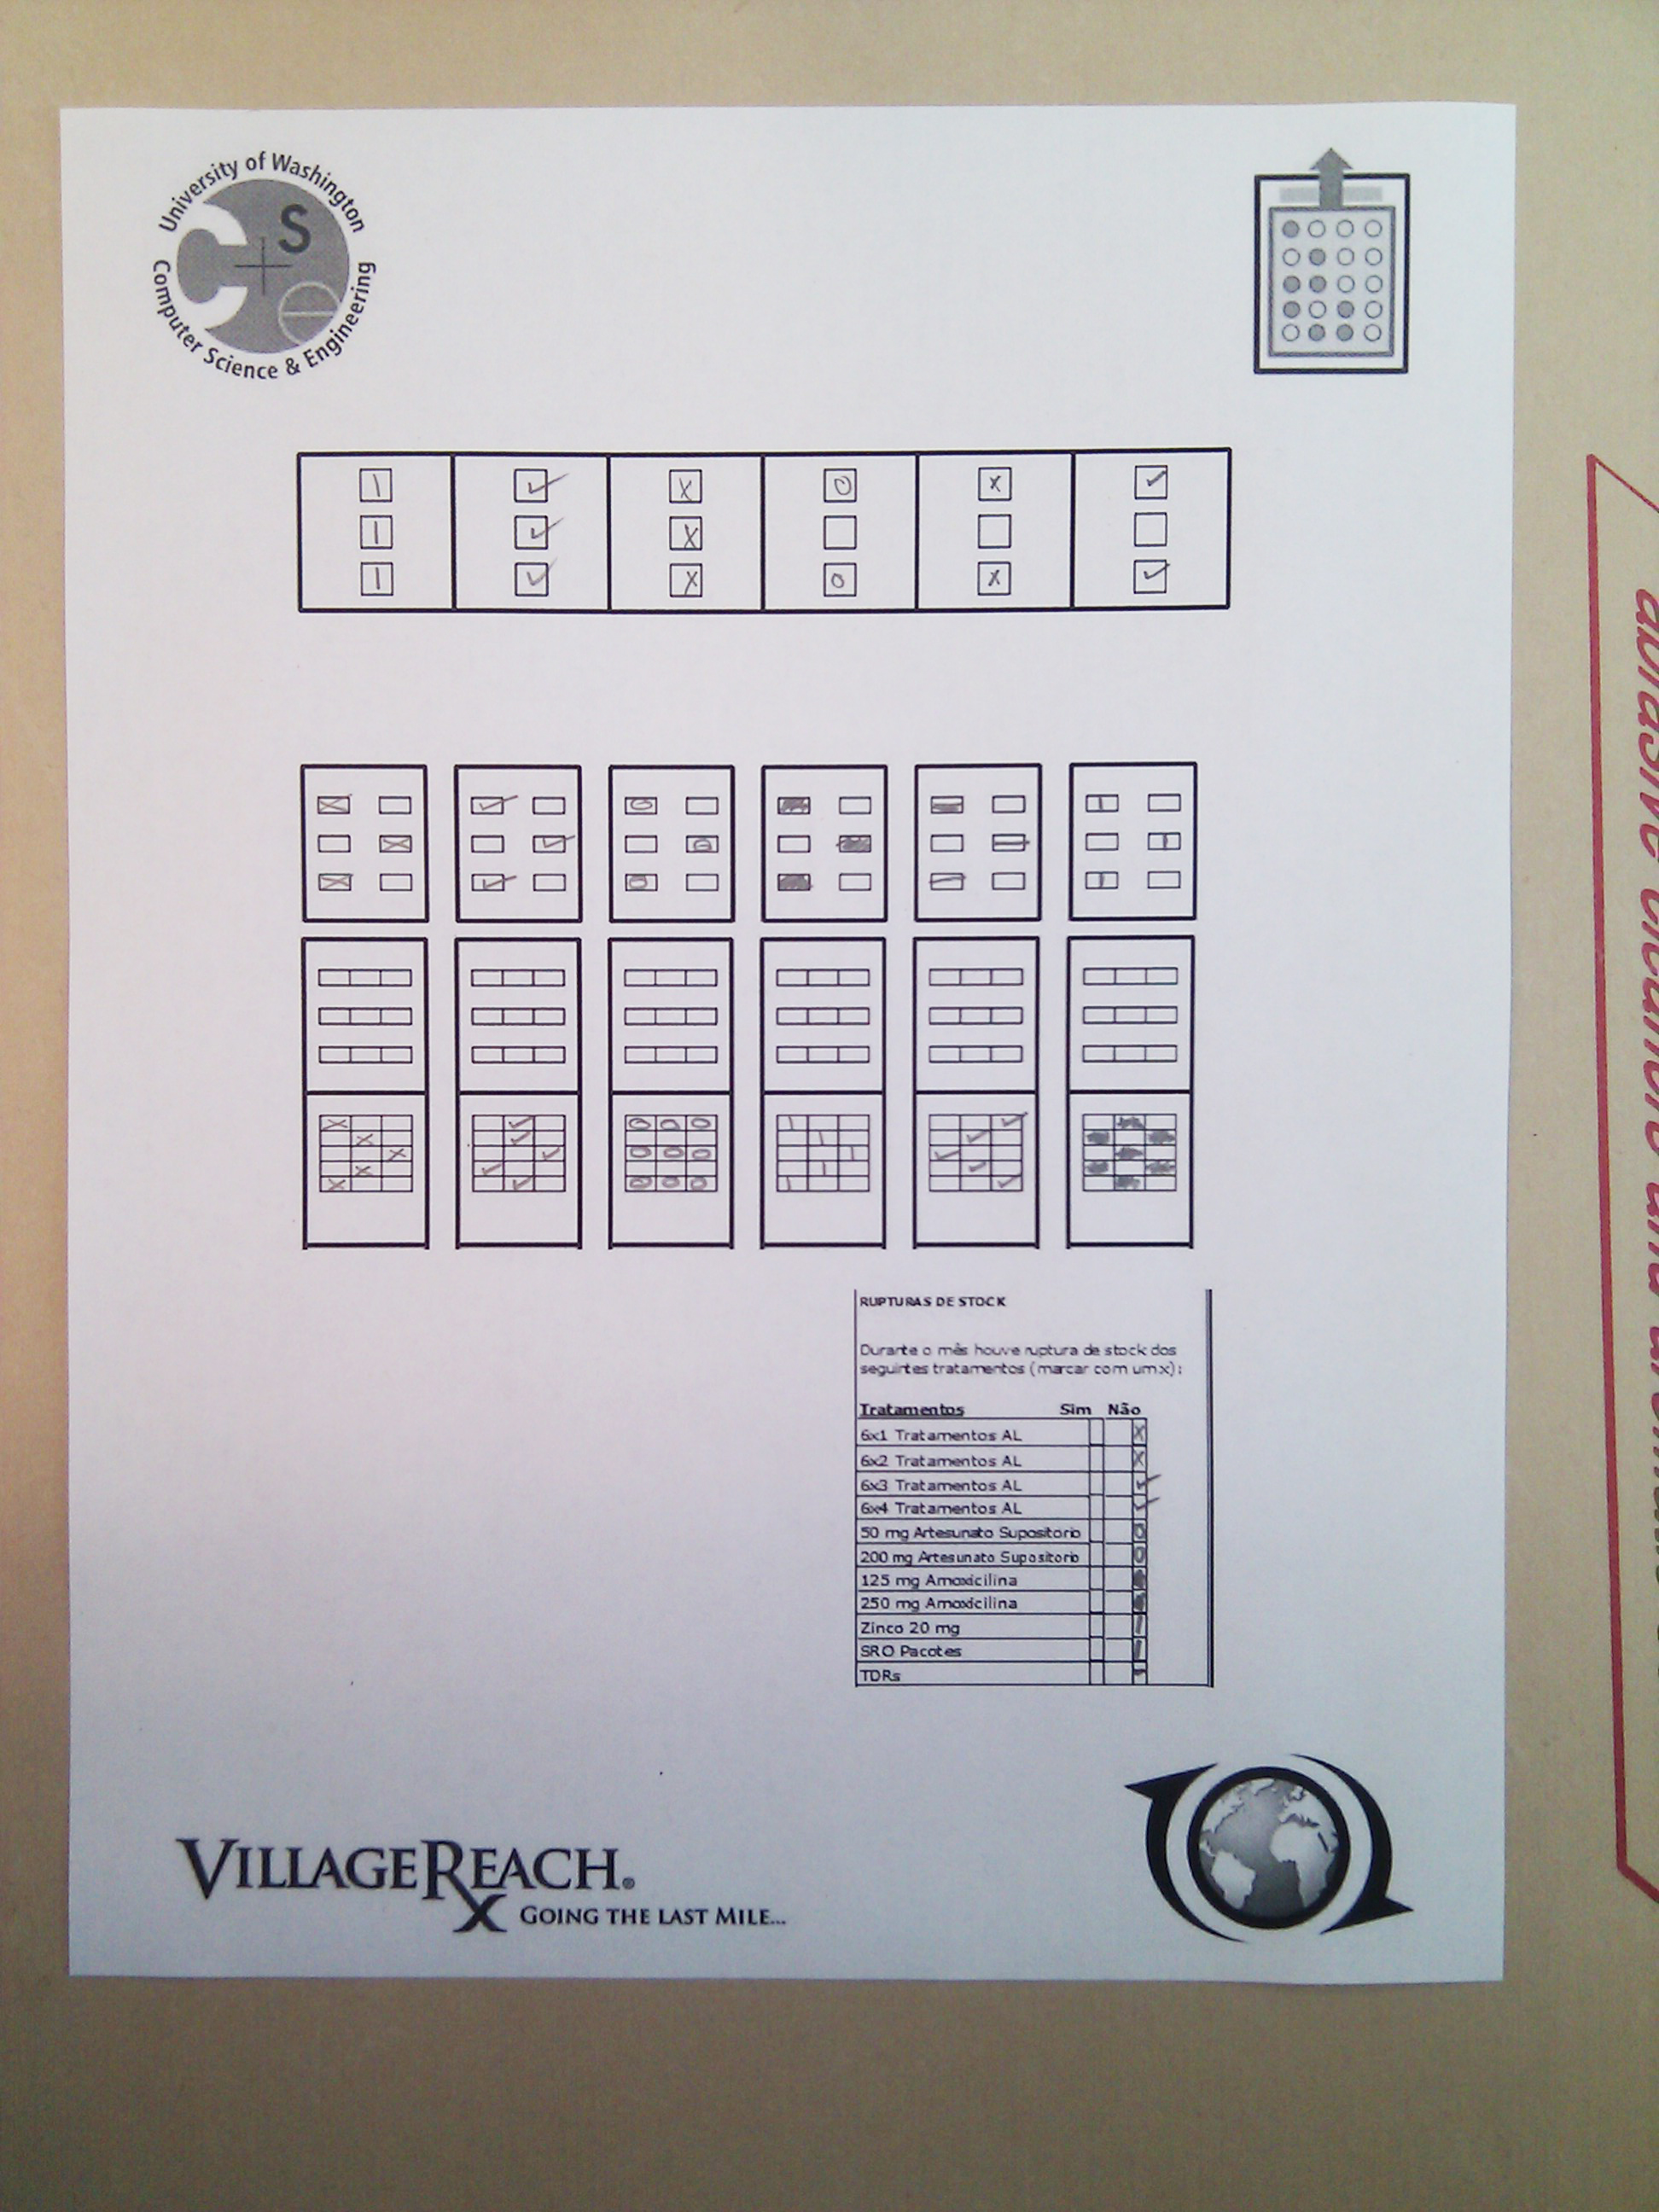 University of Washington
Computer Science & Engineering
C S e
RUPTURAS DE STOCK
Durante o mês houve ruptura de stock dos
seguintes tratamentos (marcar com um x):
Tratamentos Sim Não
6x1 Tratamentos AL
6x2 Tratamentos AL
6x3 Tratamentos AL
6x4 Tratamentos AL
50 mg Artesunato Supositorio
200 mg Artesunato Supositorio
125 mg Amoxicilina
250 mg Amoxicilina
Zinco 20 mg
SRO Pacotes
TDRs
VILLAGEREACH.
GOING THE LAST MILE...